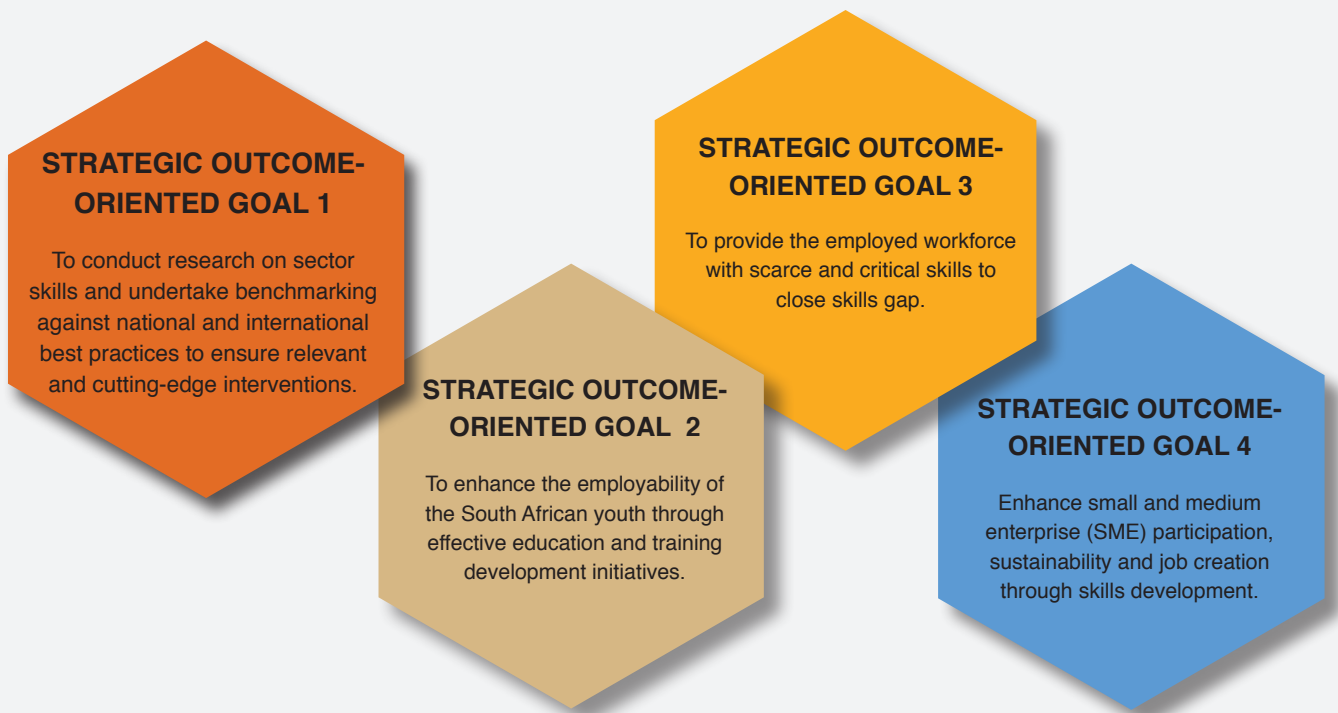 STRATEGIC OUTCOME-
ORIENTED GOAL 1
To conduct research on sector
skills and undertake benchmarking
against national and international
best practices to ensure relevant
and cutting-edge interventions.
STRATEGIC OUTCOME-
ORIENTED GOAL 2
To enhance the employability of
the South African youth through
effective education and training
development initiatives.
STRATEGIC OUTCOME-
ORIENTED GOAL 3
To provide the employed workforce
with scarce and critical skills to
close skills gap.
STRATEGIC OUTCOME-
ORIENTED GOAL 4
Enhance small and medium
enterprise (SME) participation,
sustainability and job creation
through skills development.